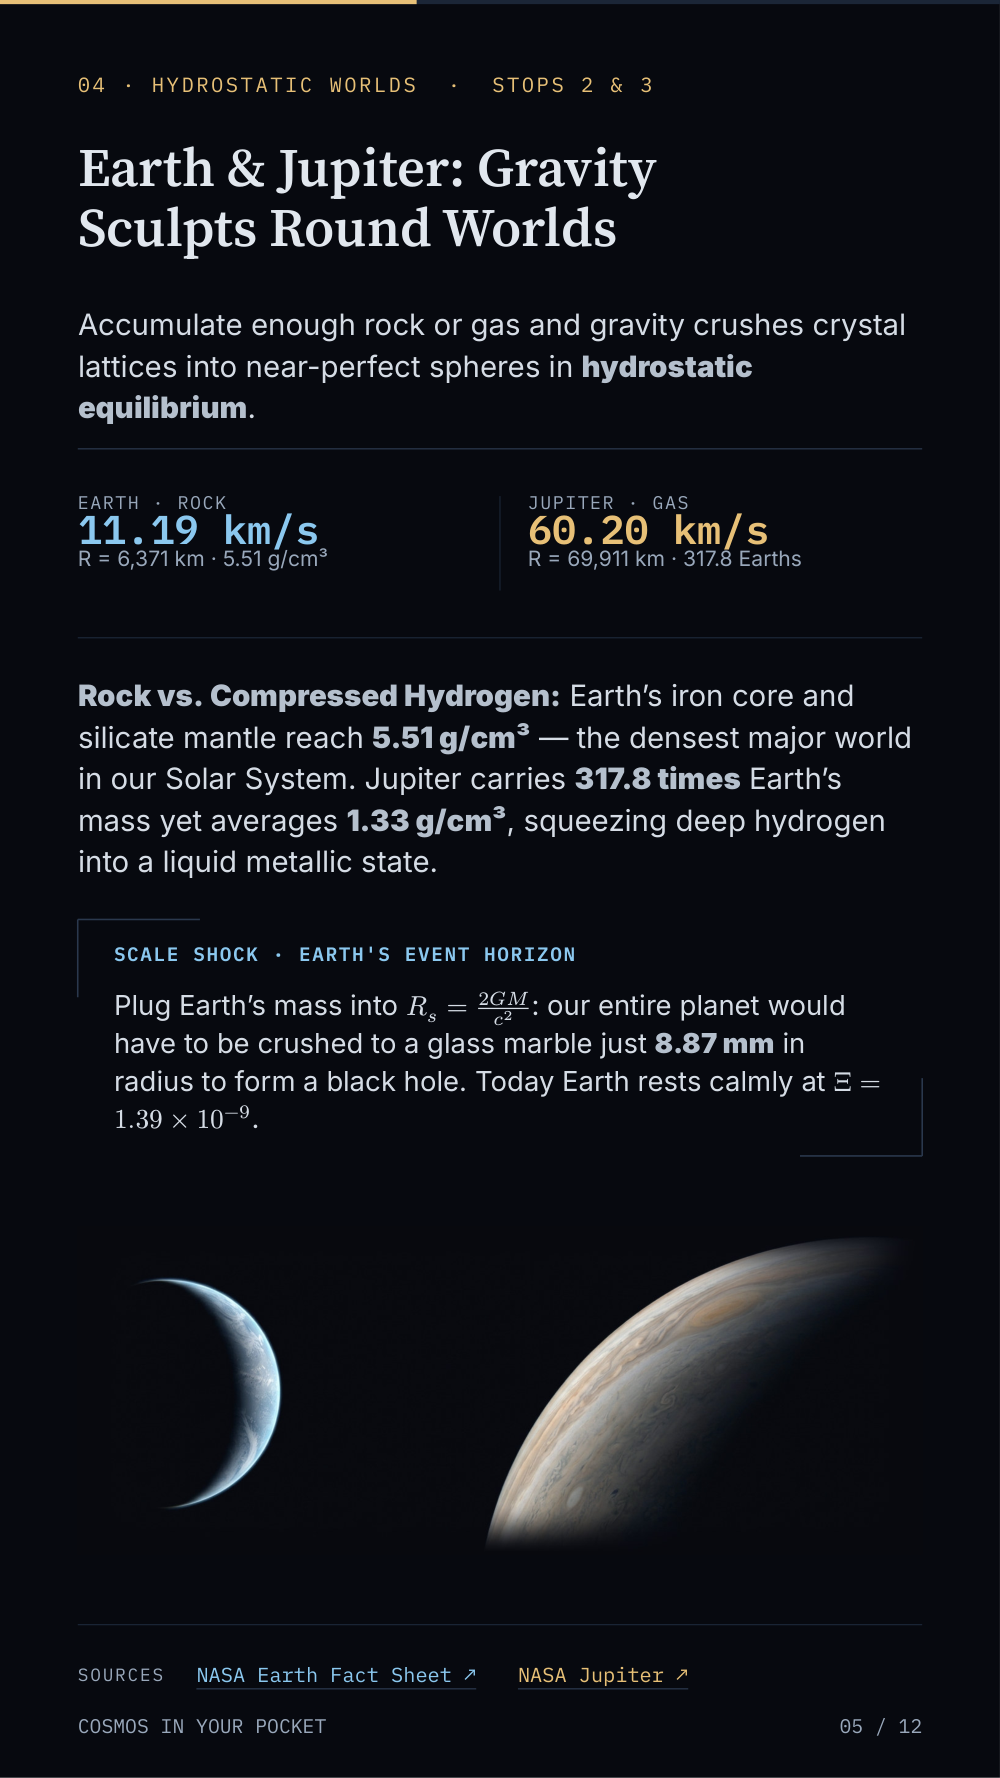 04 · HYDROSTATIC WORLDS · STOPS 2 & 3
Earth & Jupiter: Gravity
Sculpts Round Worlds
Accumulate enough rock or gas and gravity crushes crystal
lattices into near-perfect spheres in hydrostatic
equilibrium.
EARTH · ROCK
11.19 km/s
R = 6,371 km · 5.51 g/cm³
JUPITER · GAS
60.20 km/s
R = 69,911 km · 317.8 Earths
Rock vs. Compressed Hydrogen: Earth’s iron core and
silicate mantle reach 5.51 g/cm³ — the densest major world
in our Solar System. Jupiter carries 317.8 times Earth’s
mass yet averages 1.33 g/cm³, squeezing deep hydrogen
into a liquid metallic state.
SCALE SHOCK · EARTH'S EVENT HORIZON
Plug Earth’s mass into $R_s = \frac{2GM}{c^2}$: our entire planet would
have to be crushed to a glass marble just 8.87 mm in
radius to form a black hole. Today Earth rests calmly at Ξ =
1.39 × 10⁻⁹.
SOURCES NASA Earth Fact Sheet ↗ NASA Jupiter ↗
COSMOS IN YOUR POCKET 05 / 12